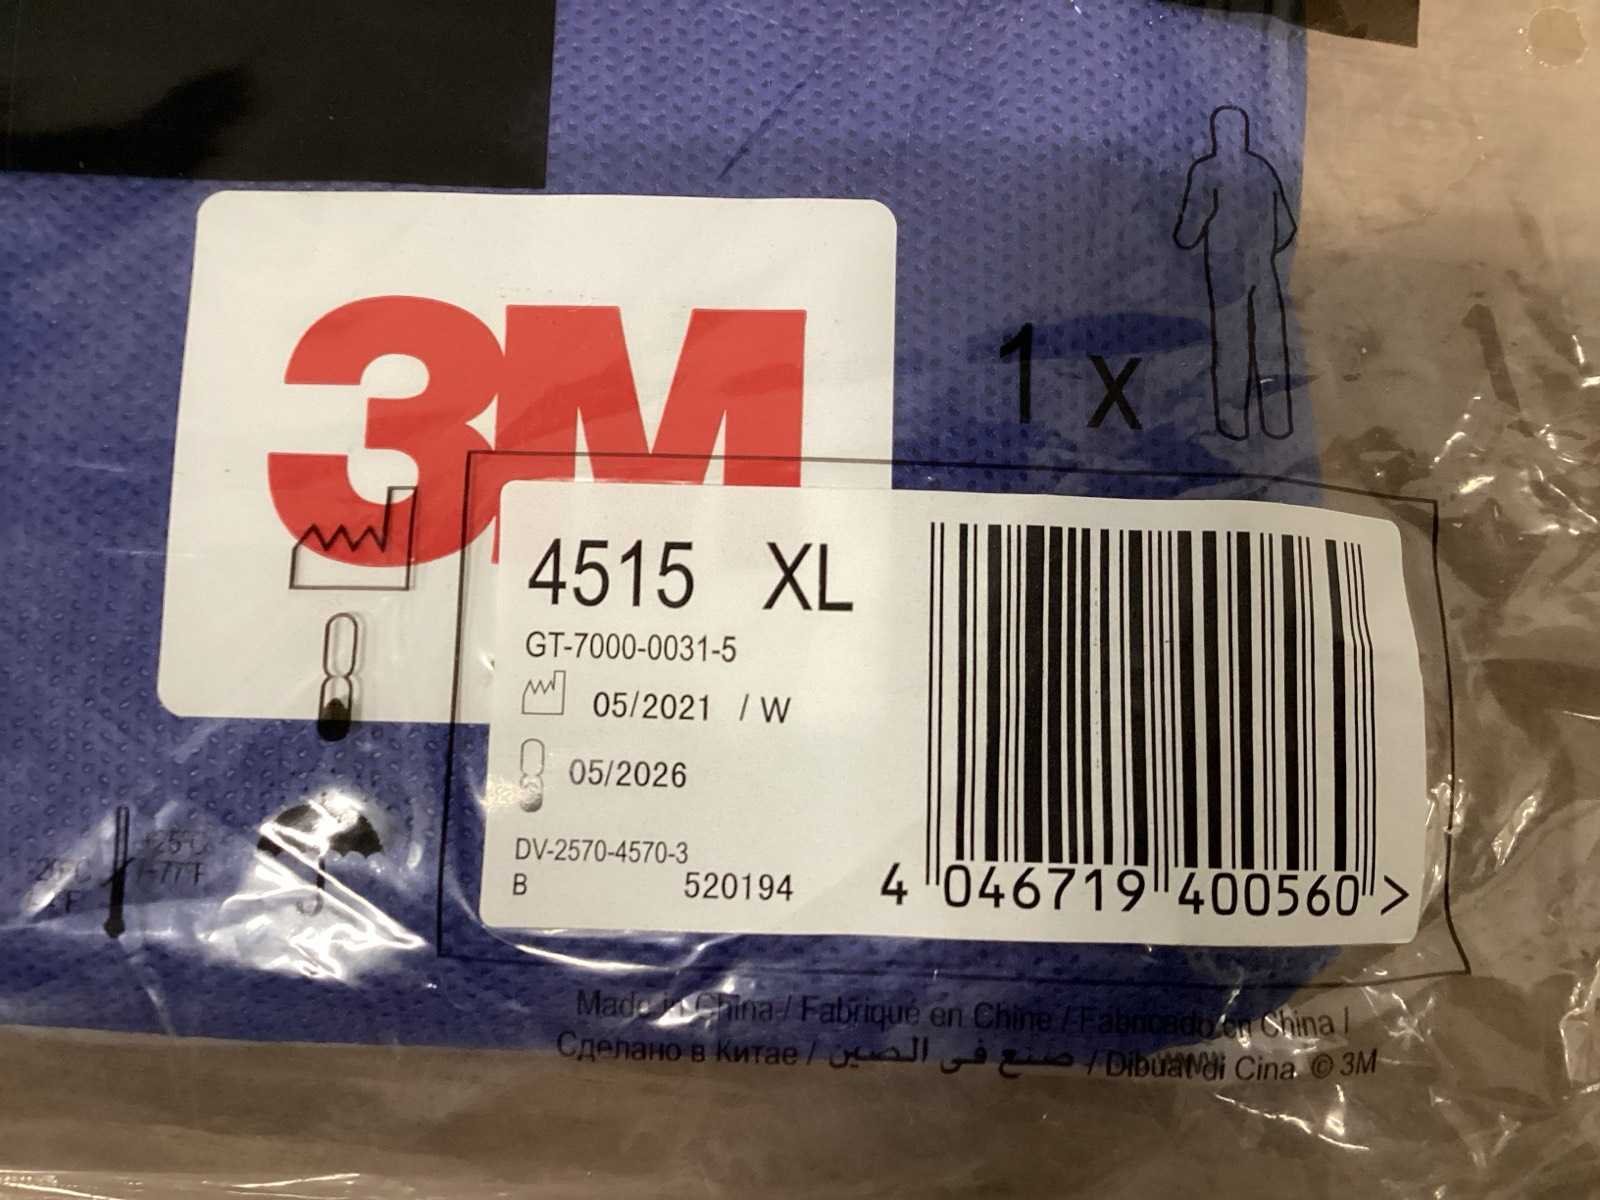 3M
1 x
4515 XL
GT-7000-0031-5
05/2021 / W
05/2026
DV-2570-4570-3
B 520194
4 046719 400560 >
+25°C
-20°C
Made in China / Fabriqué en Chine / Fabricado en China /
Сделано в Китае / صنع في الصين / Dibuat di Cina © 3M